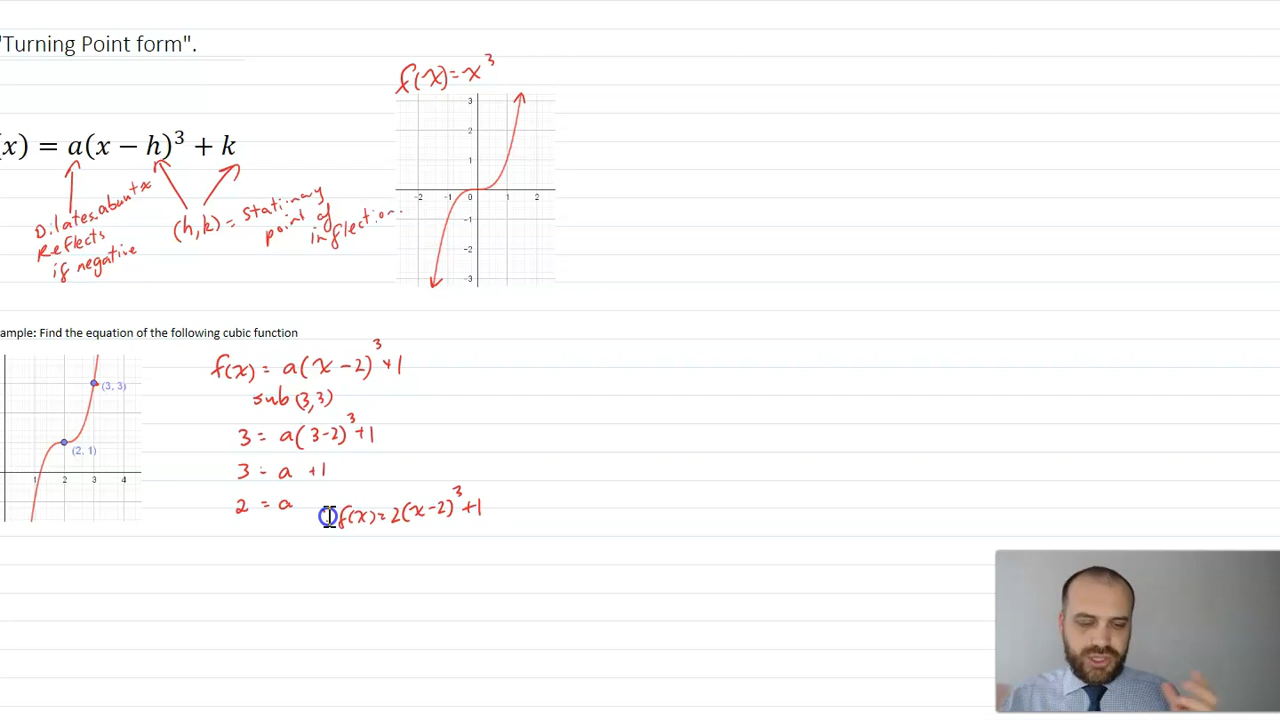 "Turning Point form".
f(x) = x³
3
2
1
-2 -1 0 1 2
-1
-2
-3
(x) = a(x − h)³ + k
Dilates about x
Reflects
if negative
(h,k) = stationary
point of
inflection.
ample: Find the equation of the following cubic function
(3, 3)
(2, 1)
1 2 3 4
f(x) = a(x-2)³+1
sub (3,3)
3 = a(3-2)³+1
3 = a +1
2 = a
f(x)=2(x-2)³+1